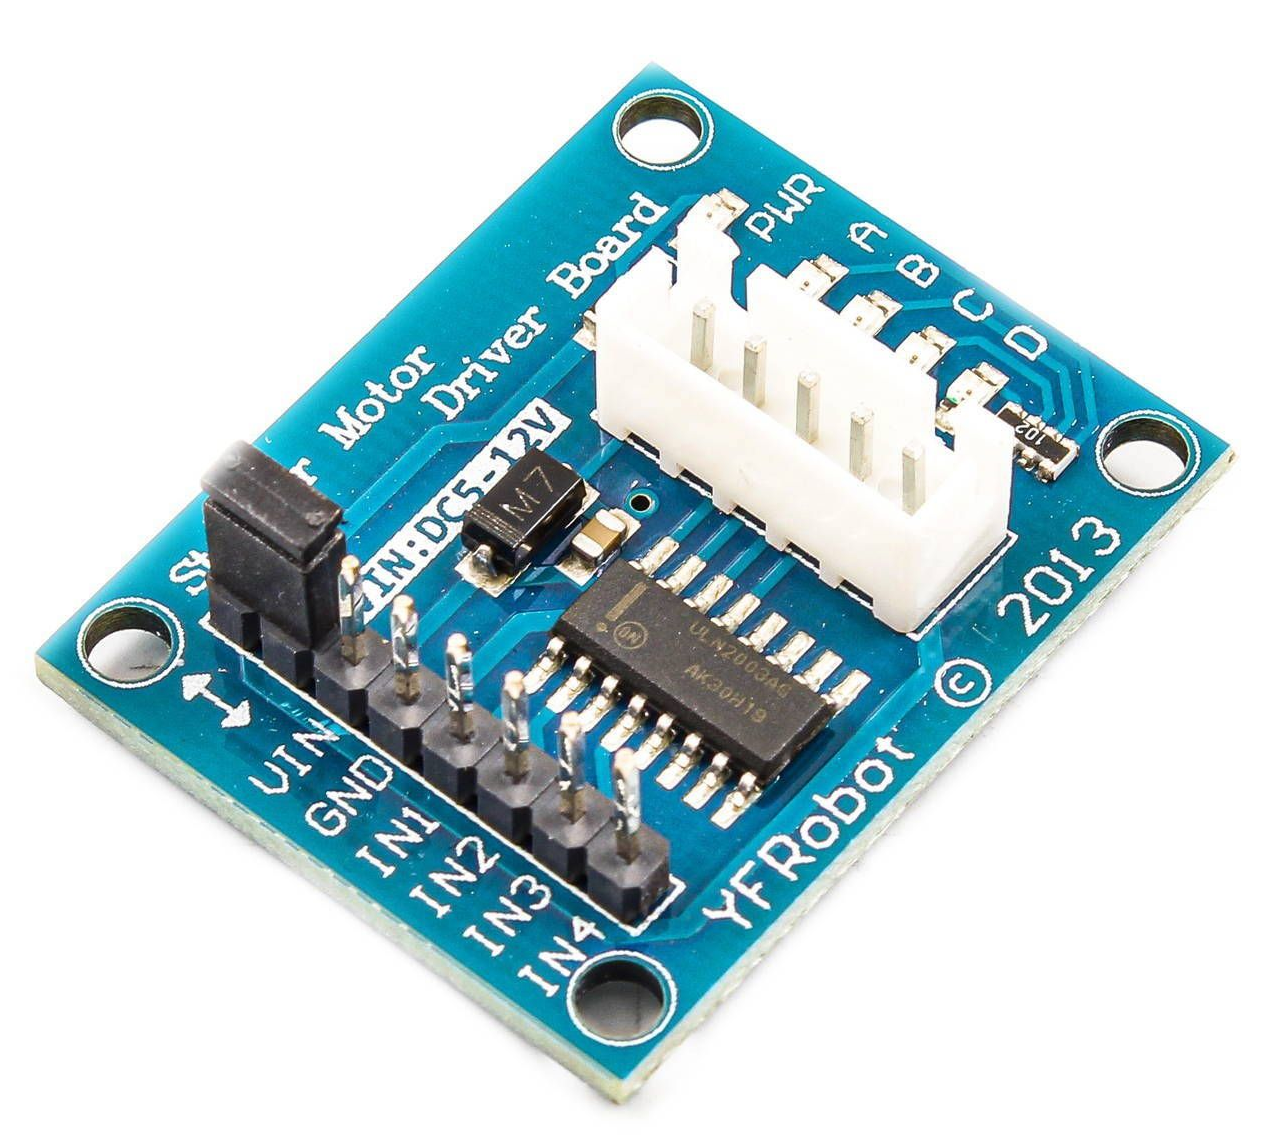 PWR
A
B
C
D
Motor
Driver Board
VIN:DC5-12V
M7
102
ULN2003AG
AK30H19
ON
2013
©
YFRobot
VIN
GND
IN1
IN2
IN3
IN4